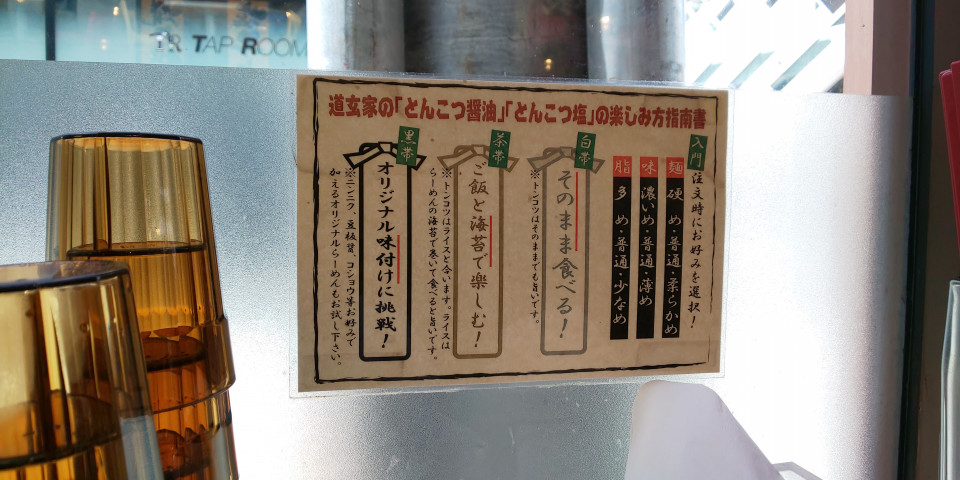 TR TAP ROOM
道玄家の「とんこつ醤油」「とんこつ塩」の楽しみ方指南書
入門
注文時にお好みを選択!
麺 硬め・普通・柔らかめ
味 濃いめ・普通・薄め
脂 多め・普通・少なめ
白帯
そのまま食べる!
※トンコツはそのままでも旨いです。
茶帯
ご飯と海苔で楽しむ!
※トンコツはライスと合います。ライスは
らーめんの海苔で巻いて食べると旨いです。
黒帯
オリジナル味付けに挑戦!
※ニンニク、豆板醤、コショウ等お好みで
かえるオリジナルらーめんもお試し下さい。